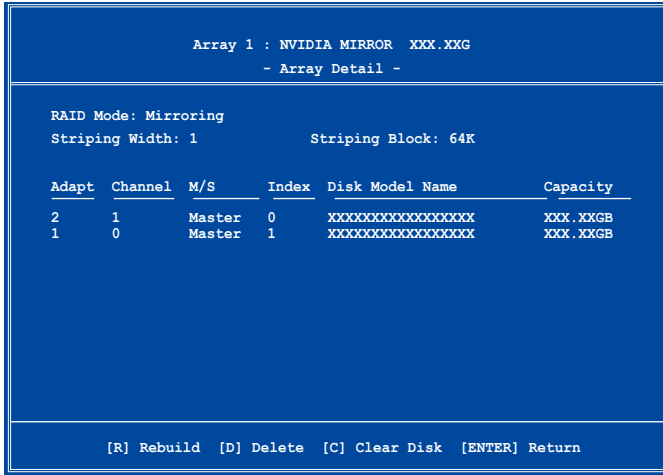 Array 1 : NVIDIA MIRROR XXX.XXG
- Array Detail -
RAID Mode: Mirroring
Striping Width: 1 Striping Block: 64K
Adapt Channel M/S Index Disk Model Name Capacity
2 1 Master 0 XXXXXXXXXXXXXXXXX XXX.XXGB
1 0 Master 1 XXXXXXXXXXXXXXXXX XXX.XXGB
[R] Rebuild [D] Delete [C] Clear Disk [ENTER] Return